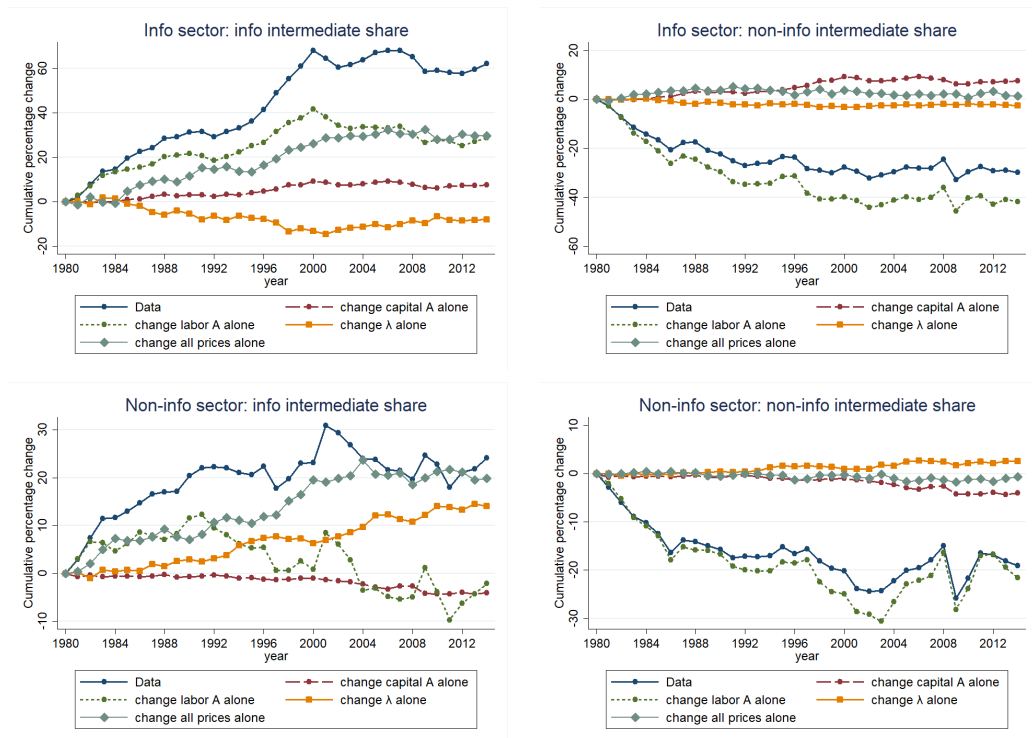 Info sector: info intermediate share
Cumulative percentage change
60
40
20
0
-20
1980 1984 1988 1992 1996 2000 2004 2008 2012
year
Data change capital A alone
change labor A alone change λ alone
change all prices alone
Info sector: non-info intermediate share
Cumulative percentage change
20
0
-20
-40
-60
1980 1984 1988 1992 1996 2000 2004 2008 2012
year
Data change capital A alone
change labor A alone change λ alone
change all prices alone
Non-info sector: info intermediate share
Cumulative percentage change
30
20
10
0
-10
1980 1984 1988 1992 1996 2000 2004 2008 2012
year
Data change capital A alone
change labor A alone change λ alone
change all prices alone
Non-info sector: non-info intermediate share
Cumulative percentage change
10
0
-10
-20
-30
1980 1984 1988 1992 1996 2000 2004 2008 2012
year
Data change capital A alone
change labor A alone change λ alone
change all prices alone